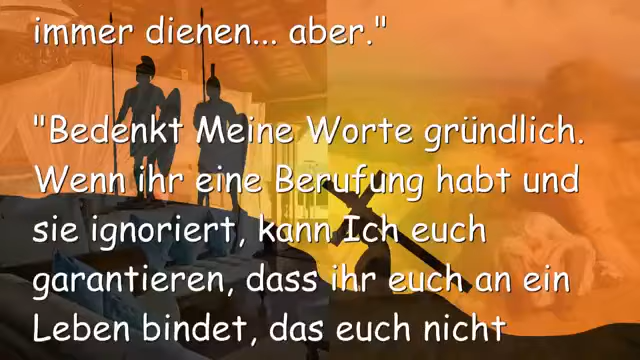 immer dienen... aber."
"Bedenkt Meine Worte gründlich.
Wenn ihr eine Berufung habt und
sie ignoriert, kann Ich euch
garantieren, dass ihr euch an ein
Leben bindet, das euch nicht